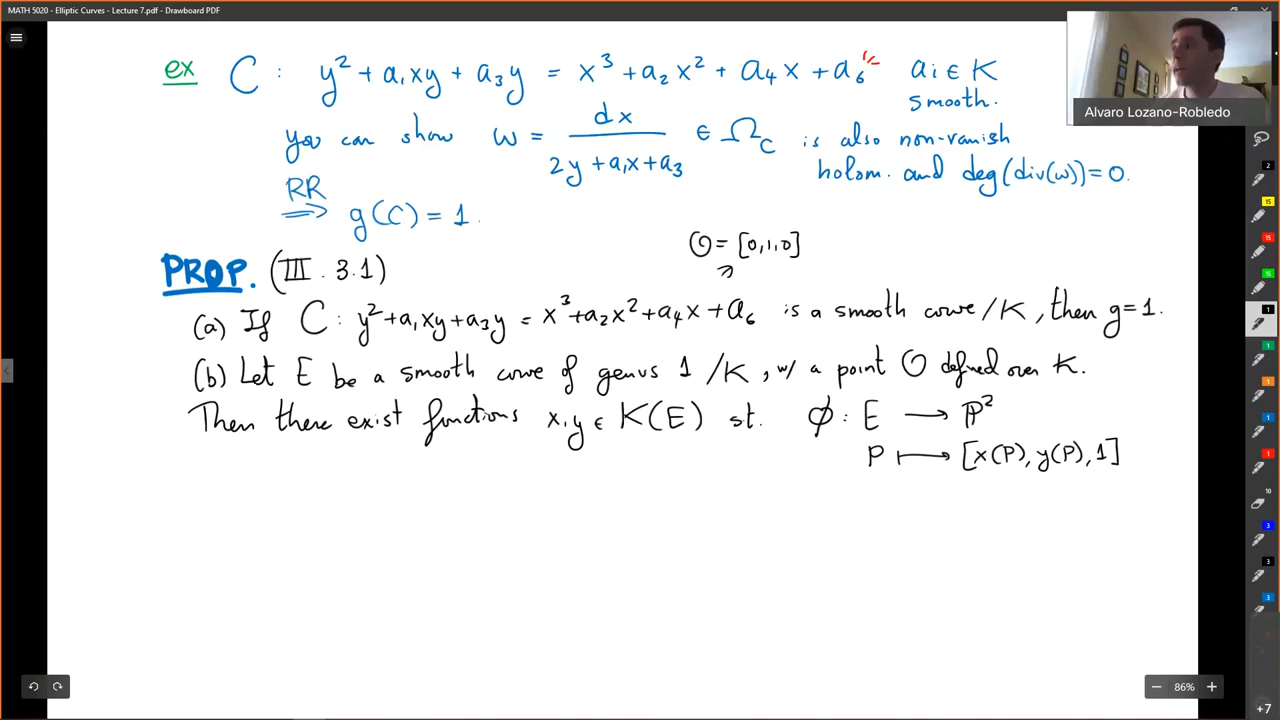 MATH 5020 - Elliptic Curves - Lecture 7.pdf - Drawboard PDF
Alvaro Lozano-Robledo
ex C : y² + a₁xy + a₃y = x³ + a₂x² + a₄x + a₆ aᵢ ∈ K
smooth.
you can show ω = dx / (2y + a₁x + a₃) ∈ Ω_C is also non-vanish
holom. and deg(div(ω)) = 0.
RR
⟹ g(C) = 1.
O = [0,1,0]
PROP. (III. 3.1)
(a) If C : y² + a₁xy + a₃y = x³ + a₂x² + a₄x + a₆ is a smooth curve /K, then g=1.
(b) Let E be a smooth curve of genus 1 /K, w/ a point O defined over K.
Then there exist functions x,y ∈ K(E) st. ϕ : E ⟶ ℙ²
P ⟼ [x(P), y(P), 1]
86%
+7